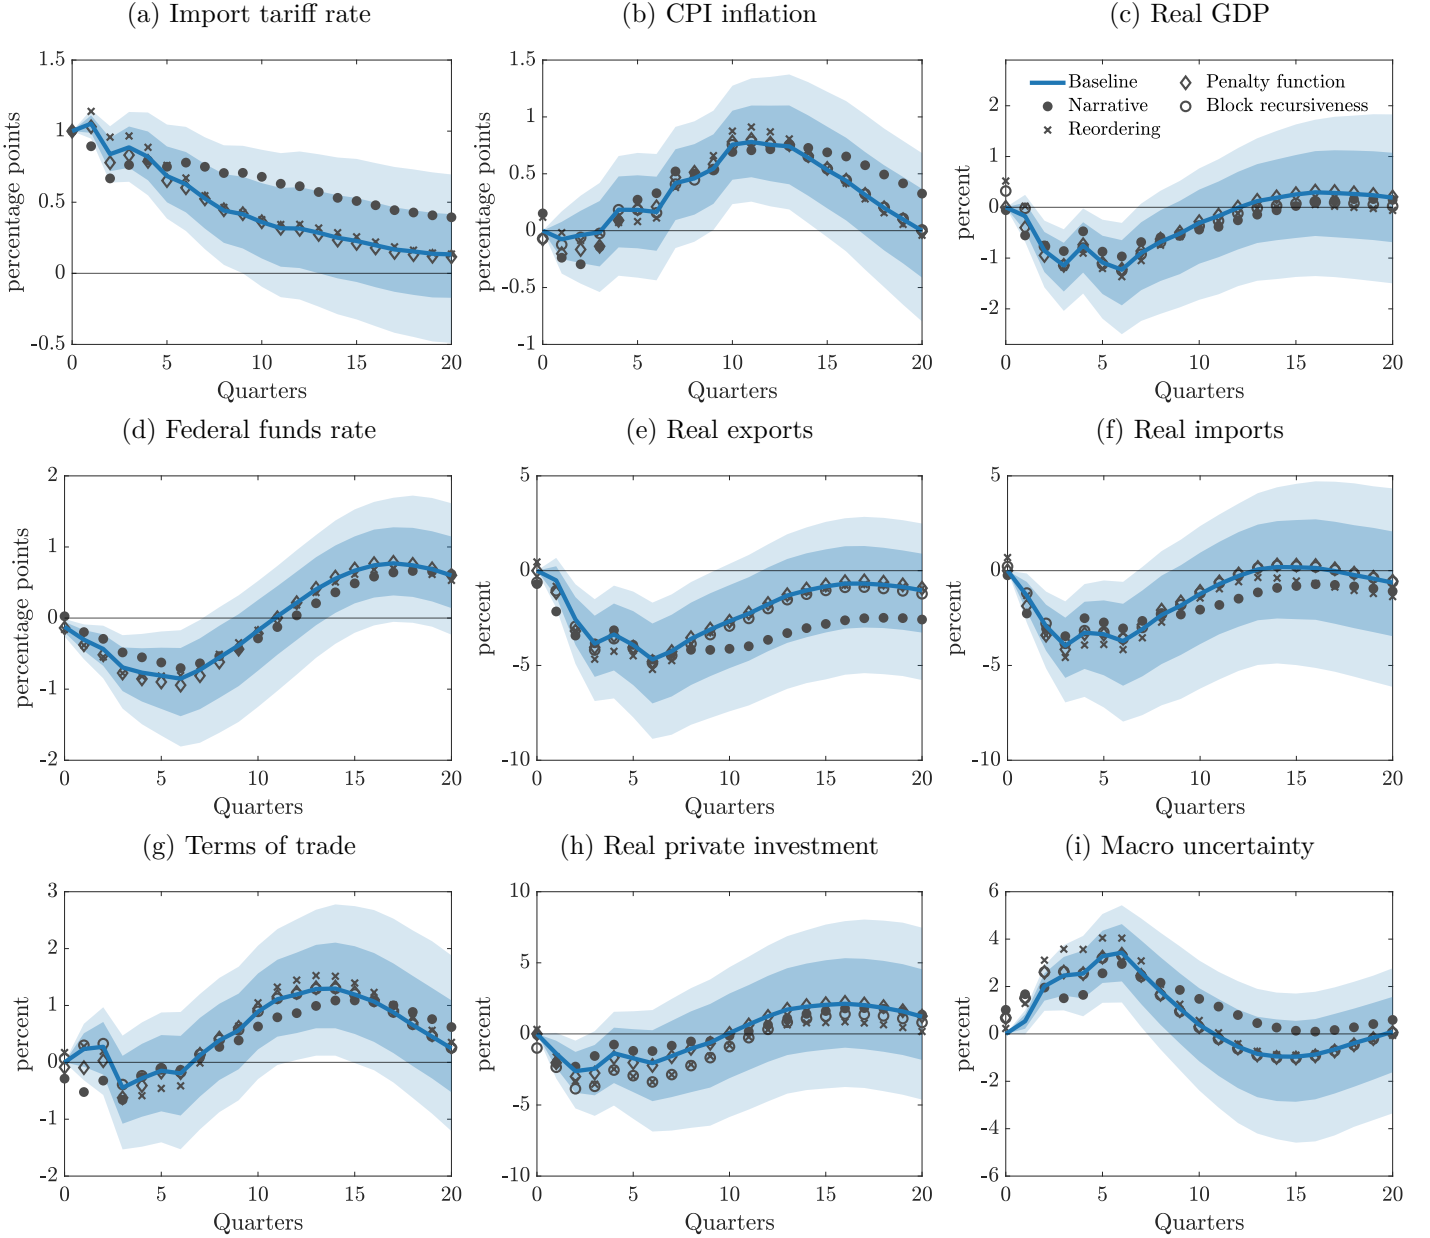 (a) Import tariff rate
(b) CPI inflation
(c) Real GDP
1.5
1
0.5
0
-0.5
0 5 10 15 20
percentage points
Quarters
1.5
1
0.5
0
-0.5
-1
0 5 10 15 20
percentage points
Quarters
2
1
0
-1
-2
0 5 10 15 20
percent
Quarters
Baseline
Narrative
Reordering
Penalty function
Block recursiveness
(d) Federal funds rate
(e) Real exports
(f) Real imports
2
1
0
-1
-2
0 5 10 15 20
percentage points
Quarters
5
0
-5
-10
0 5 10 15 20
percent
Quarters
5
0
-5
-10
0 5 10 15 20
percent
Quarters
(g) Terms of trade
(h) Real private investment
(i) Macro uncertainty
3
2
1
0
-1
-2
0 5 10 15 20
percent
Quarters
10
5
0
-5
-10
0 5 10 15 20
percent
Quarters
6
4
2
0
-2
-4
-6
0 5 10 15 20
percent
Quarters